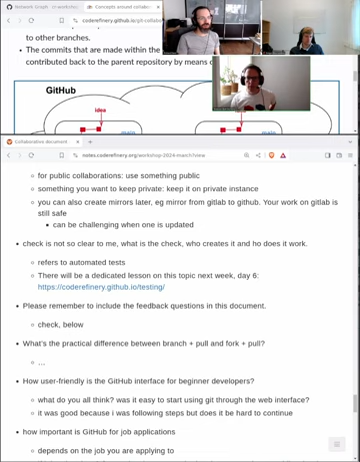 Network Graph
Concepts around collabo
coderefinery.github.io/git-collabo
to other branches.
• The commits that are made within the
contributed back to the parent repository by means o
GitHub
idea
idea
main
main
Collaborative document
notes.coderefinery.org/workshop-2024-march/view
for public collaborations: use something public
something you want to keep private: keep it on private instance
you can also create mirrors later, eg mirror from gitlab to github. Your work on gitlab is
still safe
can be challenging when one is updated
check is not so clear to me, what is the check, who creates it and ho does it work.
refers to automated tests
There will be a dedicated lesson on this topic next week, day 6:
https://coderefinery.github.io/testing/
Please remember to include the feedback questions in this document.
check, below
What's the practical difference between branch + pull and fork + pull?
...
How user-friendly is the GitHub interface for beginner developers?
what do you all think? was it easy to start using git through the web interface?
it was good because i was following steps but does it be hard to continue
how important is GitHub for job applications
depends on the job you are applying to